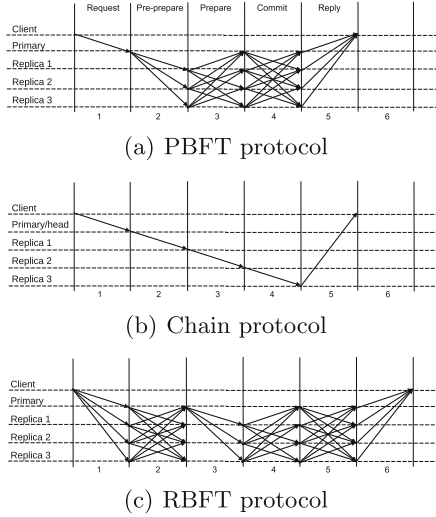 Request Pre-prepare Prepare Commit Reply
Client
Primary
Replica 1
Replica 2
Replica 3
1 2 3 4 5 6
(a) PBFT protocol
Client
Primary/head
Replica 1
Replica 2
Replica 3
1 2 3 4 5 6
(b) Chain protocol
Client
Primary
Replica 1
Replica 2
Replica 3
1 2 3 4 5 6
(c) RBFT protocol